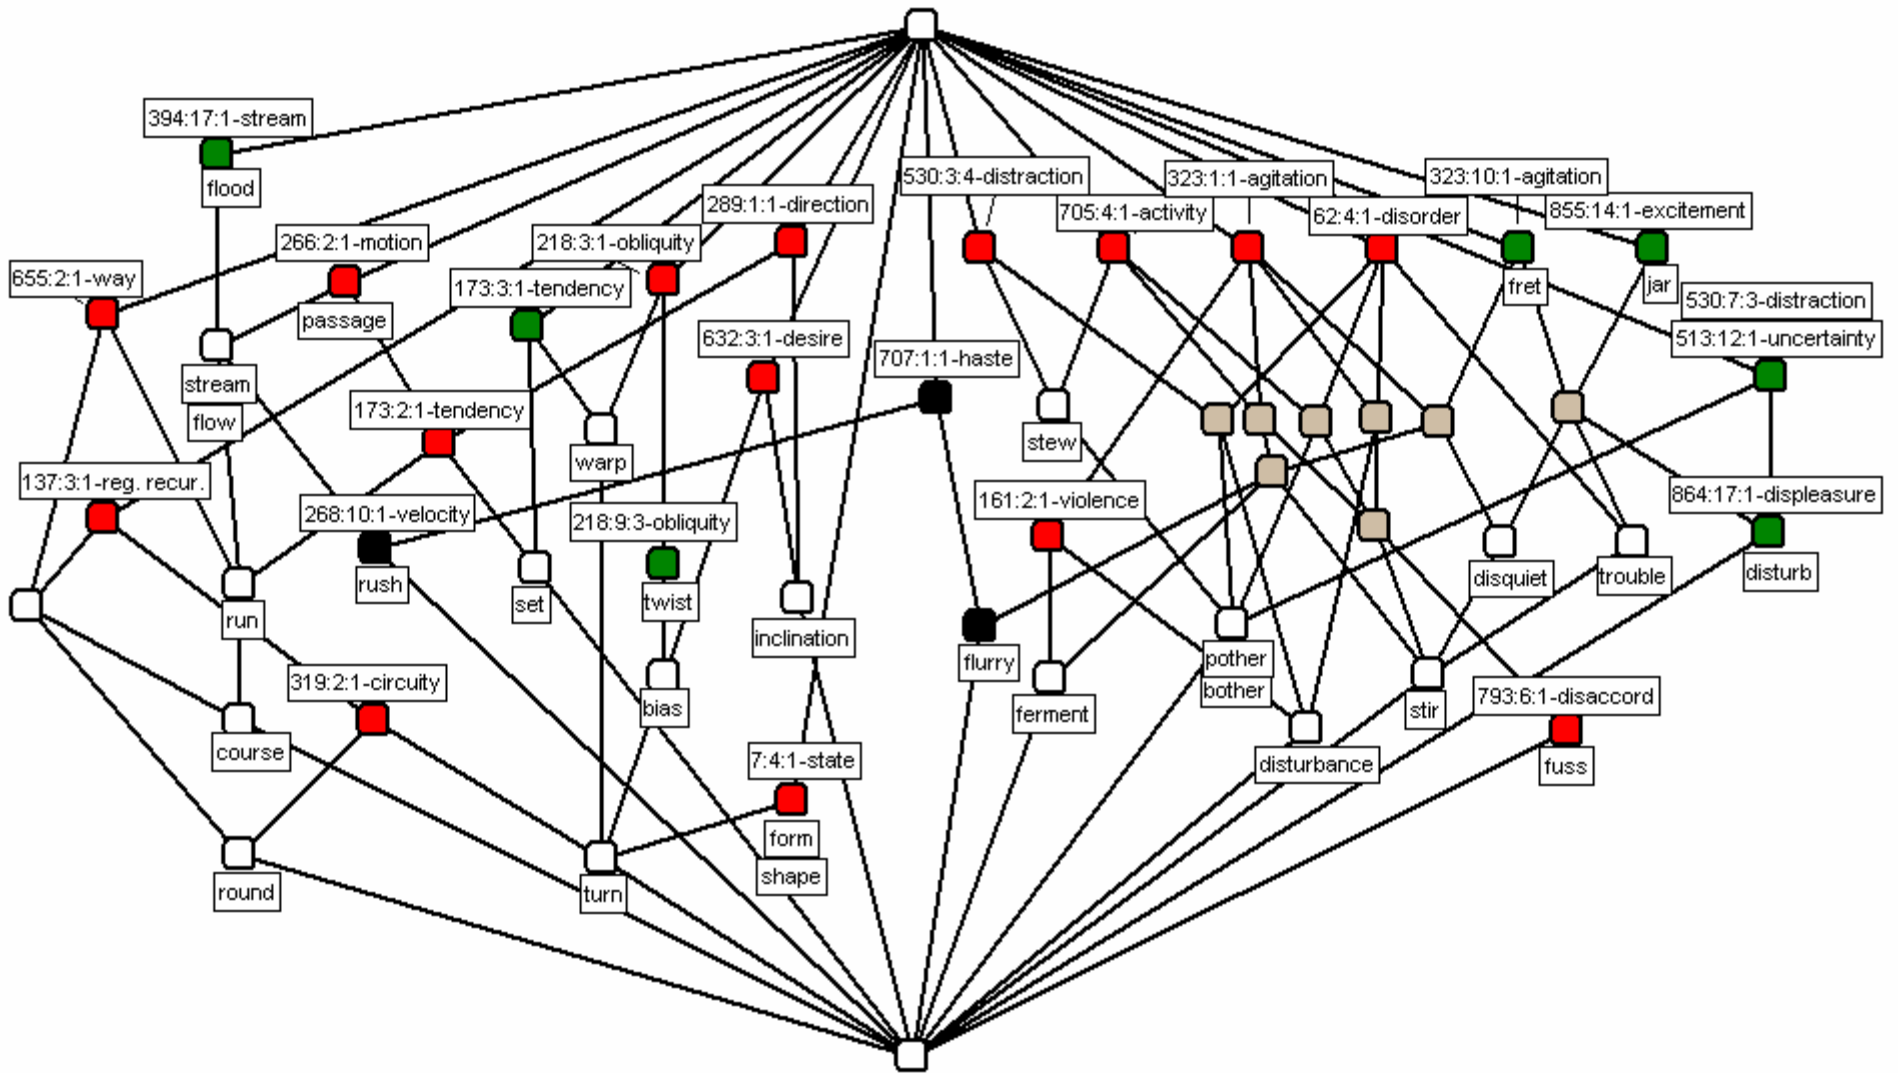 394:17:1-stream
flood
530:3:4-distraction
323:1:1-agitation
323:10:1-agitation
289:1:1-direction
705:4:1-activity
62:4:1-disorder
855:14:1-excitement
266:2:1-motion
218:3:1-obliquity
655:2:1-way
173:3:1-tendency
fret
jar
530:7:3-distraction
passage
632:3:1-desire
707:1:1-haste
513:12:1-uncertainty
stream
flow
173:2:1-tendency
warp
stew
137:3:1-reg. recur.
268:10:1-velocity
218:9:3-obliquity
161:2:1-violence
864:17:1-displeasure
rush
set
twist
disquiet
trouble
disturb
run
inclination
flurry
pother
bother
319:2:1-circuity
bias
ferment
stir
793:6:1-disaccord
course
7:4:1-state
disturbance
fuss
form
shape
round
turn